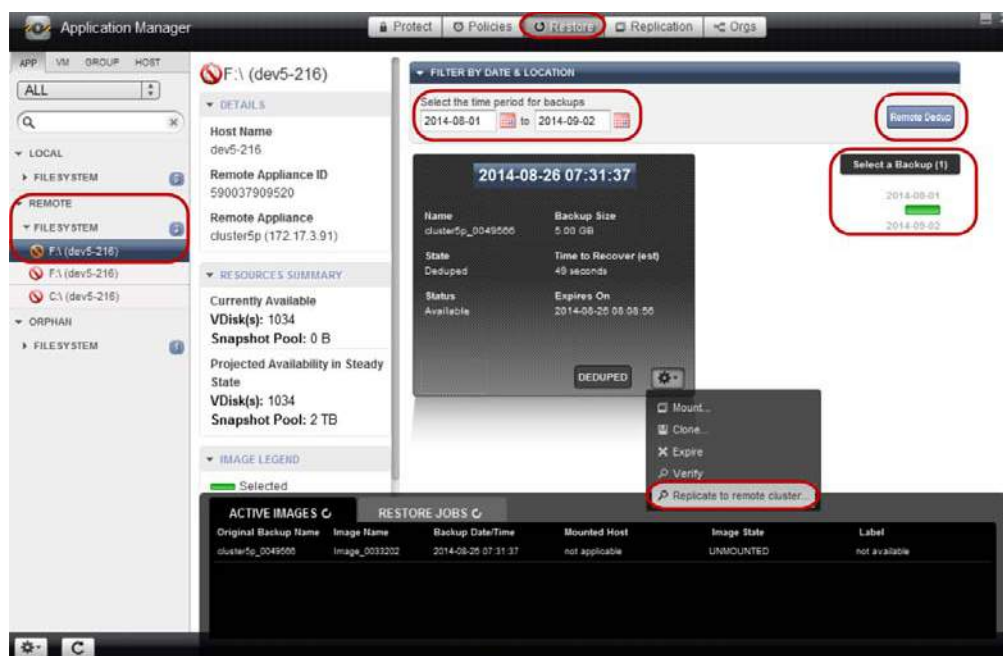 Application Manager
Protect
Policies
Restore
Replication
Orgs
APP VM GROUP HOST
ALL
LOCAL
FILESYSTEM
REMOTE
FILESYSTEM
F:\ (dev5-216)
F:\ (dev5-216)
C:\ (dev5-216)
ORPHAN
FILESYSTEM
F:\ (dev5-216)
DETAILS
Host Name
dev5-216
Remote Appliance ID
590037909520
Remote Appliance
cluster5p (172.17.3.91)
RESOURCES SUMMARY
Currently Available
VDisk(s): 1034
Snapshot Pool: 0 B
Projected Availability in Steady
State
VDisk(s): 1034
Snapshot Pool: 2 TB
IMAGE LEGEND
Selected
FILTER BY DATE & LOCATION
Select the time period for backups
2014-08-01 to 2014-09-02
Remote Dedup
Select a Backup (1)
2014-08-01
2014-09-02
2014-08-26 07:31:37
Name
cluster5p_0049566
Backup Size
5.00 GB
State
Deduped
Time to Recover (est)
49 seconds
Status
Available
Expires On
2014-08-26 08:08:56
DEDUPED
Mount...
Clone...
Expire
Verify
Replicate to remote cluster...
ACTIVE IMAGES
RESTORE JOBS
Original Backup Name Image Name Backup Date/Time Mounted Host Image State Label
cluster5p_0049566 Image_0033202 2014-08-26 07:31:37 not applicable UNMOUNTED not available